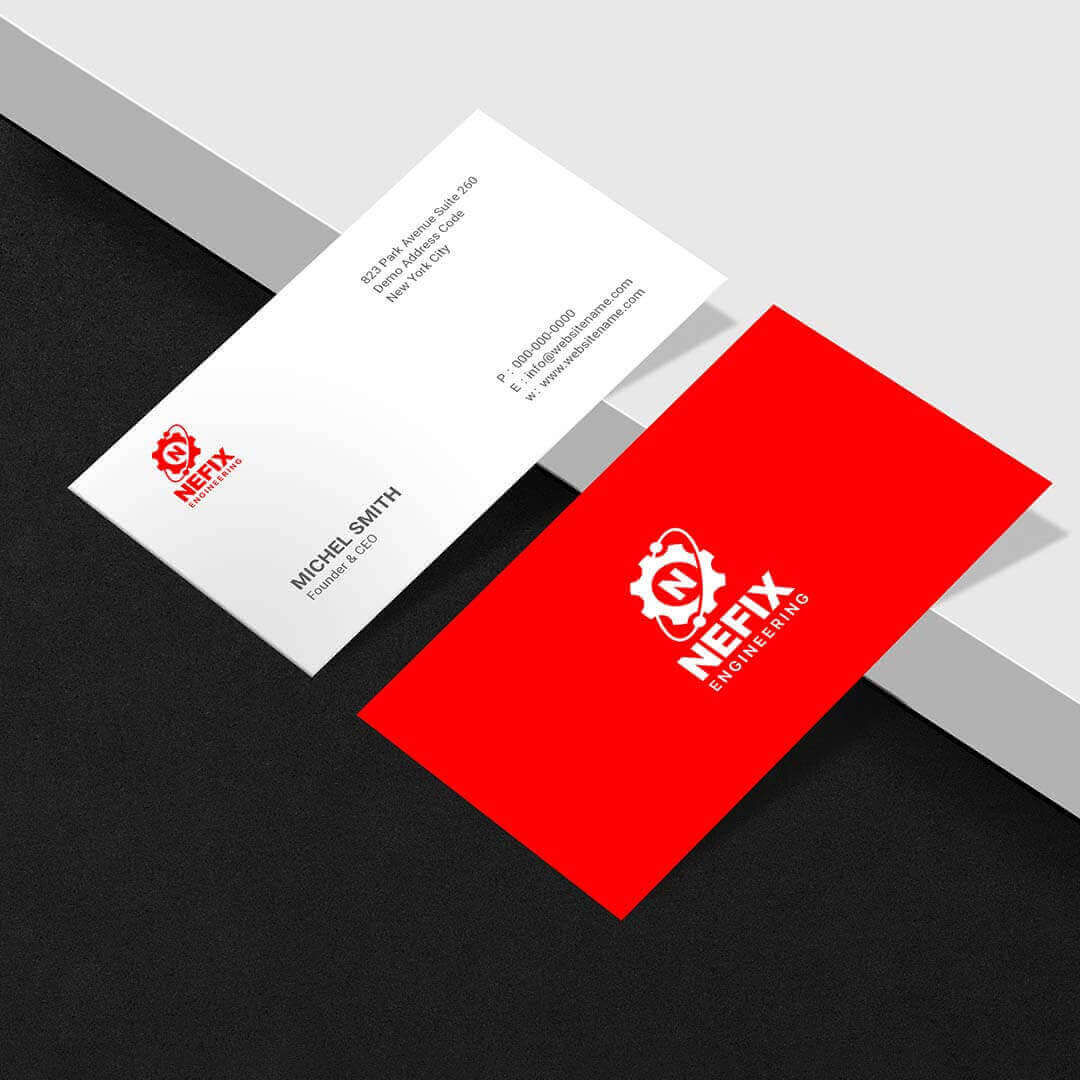 823 Park Avenue Suite 260
Demo Address Code
New York City
P : 000-000-0000
E : info@websitename.com
w: www.websitename.com
N
NEFIX
ENGINEERING
MICHEL SMITH
Founder & CEO
N
NEFIX
ENGINEERING